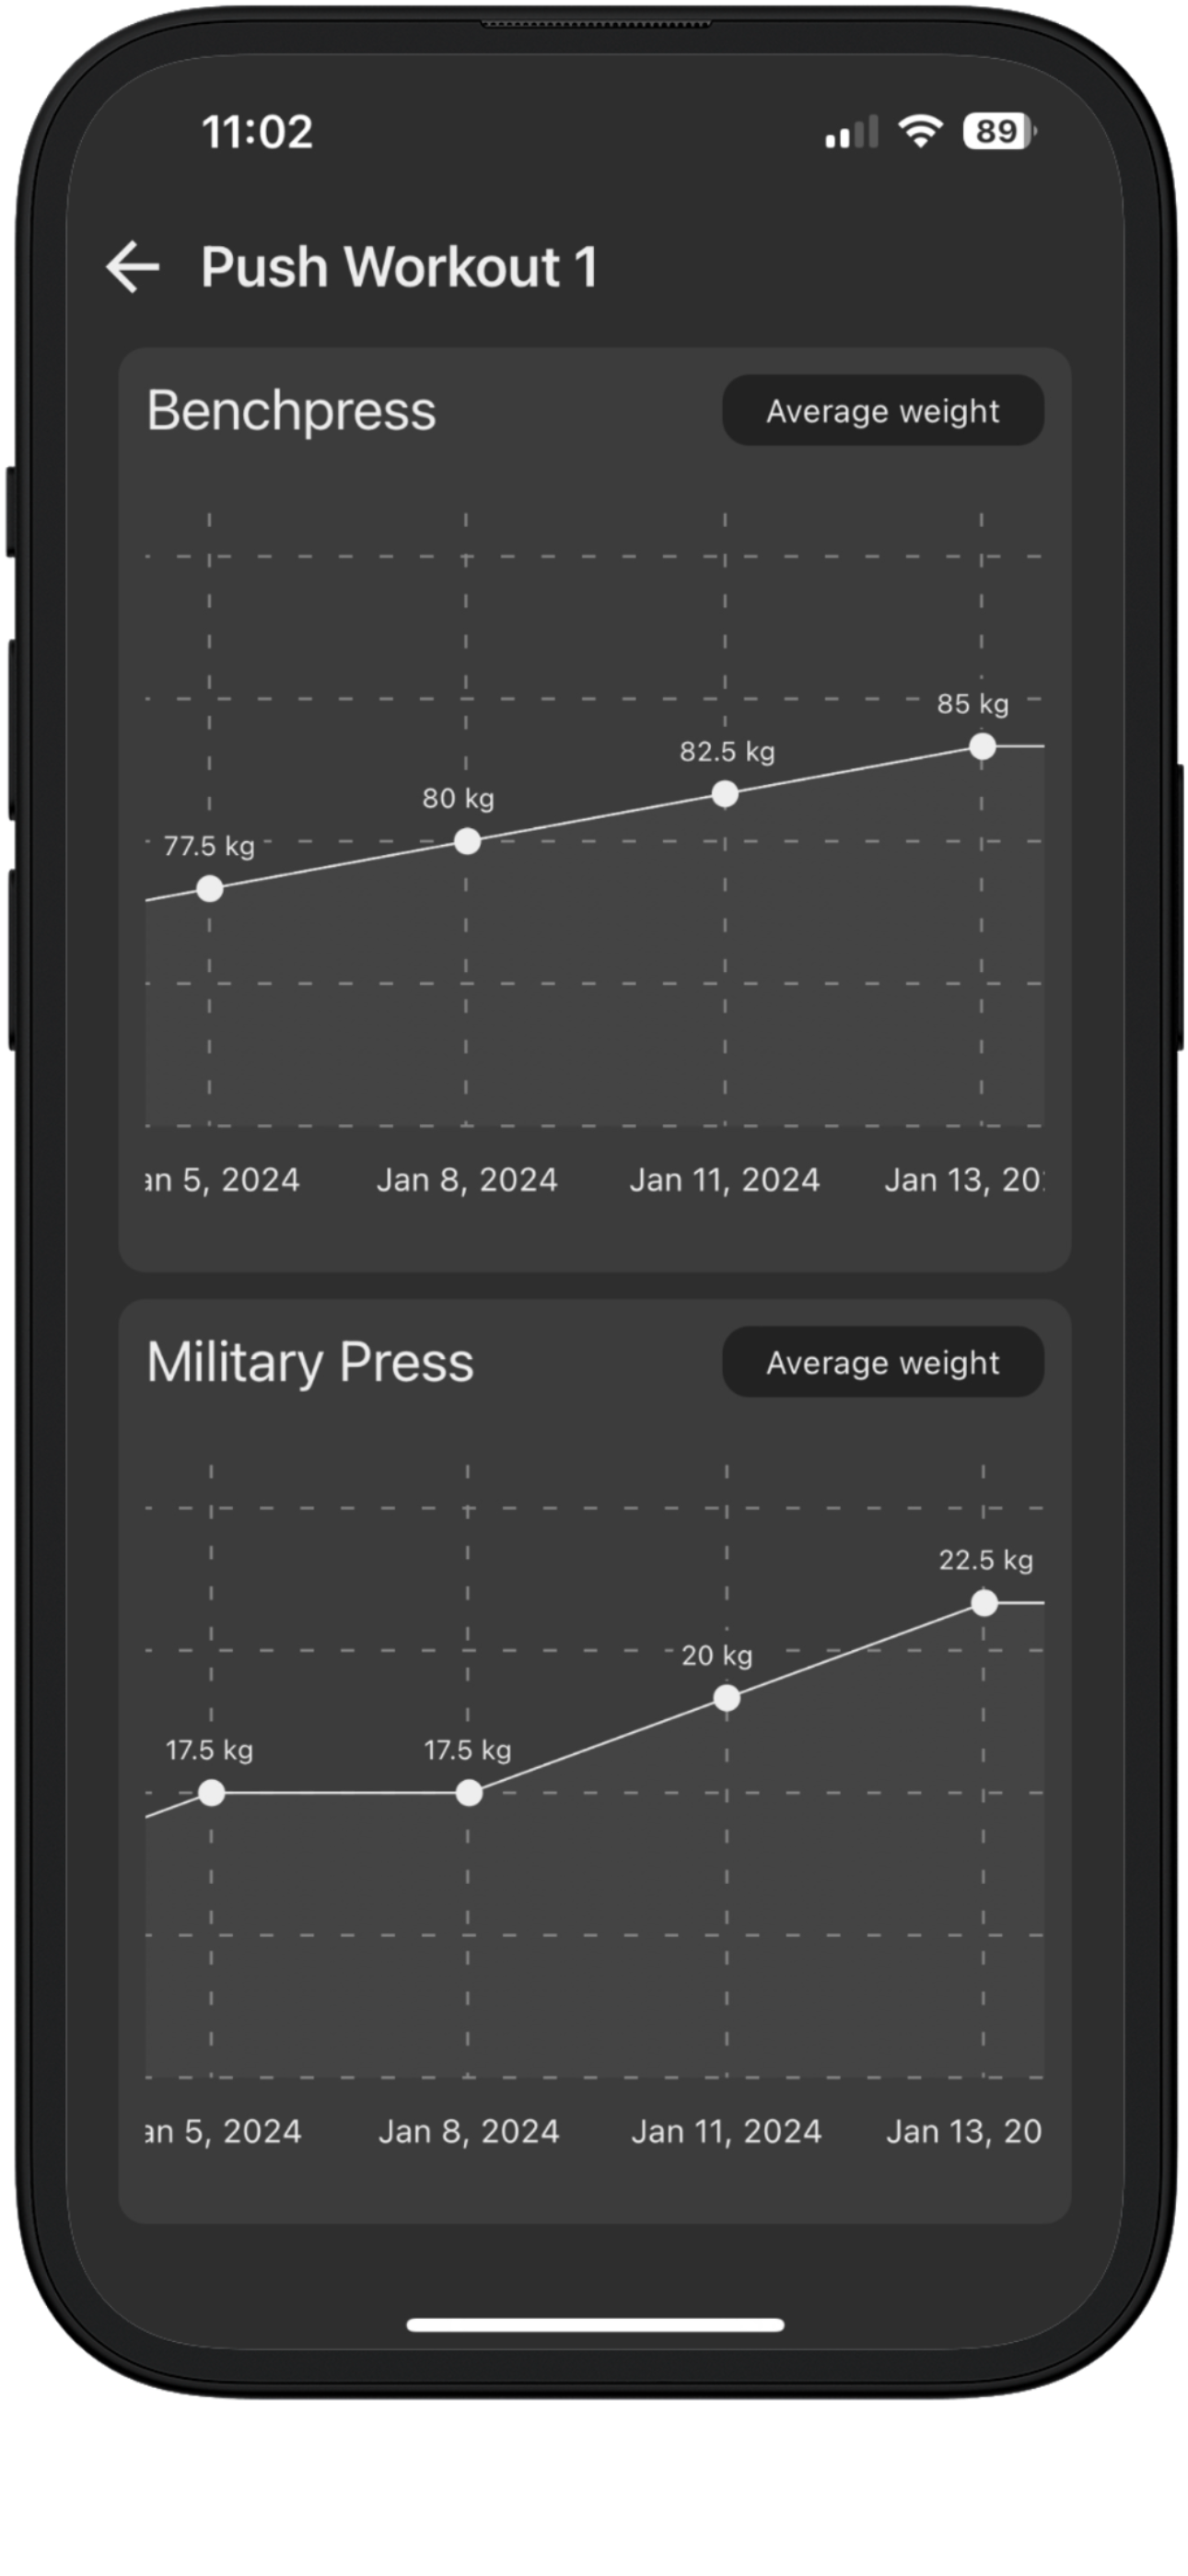 11:02
89
Push Workout 1
Benchpress
Average weight
85 kg
82.5 kg
80 kg
77.5 kg
an 5, 2024
Jan 8, 2024
Jan 11, 2024
Jan 13, 20
Military Press
Average weight
22.5 kg
20 kg
17.5 kg
17.5 kg
an 5, 2024
Jan 8, 2024
Jan 11, 2024
Jan 13, 20